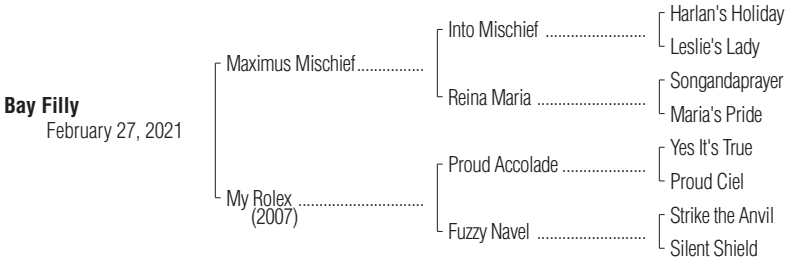 Harlan's Holiday
Into Mischief ........................
Leslie's Lady
Maximus Mischief................
Songandaprayer
Reina Maria ..........................
Maria's Pride
Bay Filly
February 27, 2021
Yes It's True
Proud Accolade ....................
Proud Ciel
My Rolex ..............................
(2007)
Strike the Anvil
Fuzzy Navel ..........................
Silent Shield